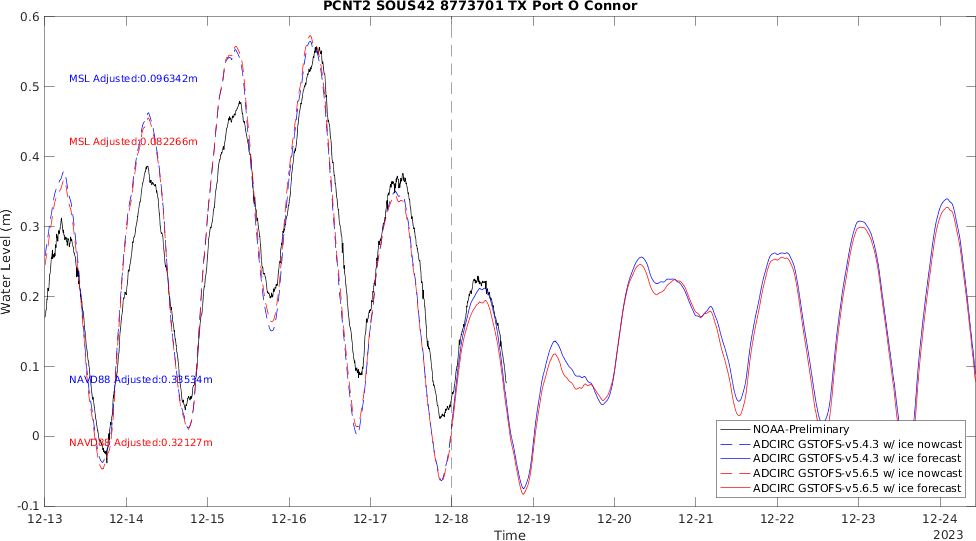 PCNT2 SOUS42 8773701 TX Port O Connor
0.6
0.5
0.4
0.3
0.2
0.1
0
-0.1
Water Level (m)
MSL Adjusted:0.096342m
MSL Adjusted:0.082266m
NAVD88 Adjusted:0.33534m
NAVD88 Adjusted:0.32127m
NOAA-Preliminary
ADCIRC GSTOFS-v5.4.3 w/ ice nowcast
ADCIRC GSTOFS-v5.4.3 w/ ice forecast
ADCIRC GSTOFS-v5.6.5 w/ ice nowcast
ADCIRC GSTOFS-v5.6.5 w/ ice forecast
12-13 12-14 12-15 12-16 12-17 12-18 12-19 12-20 12-21 12-22 12-23 12-24
Time
2023